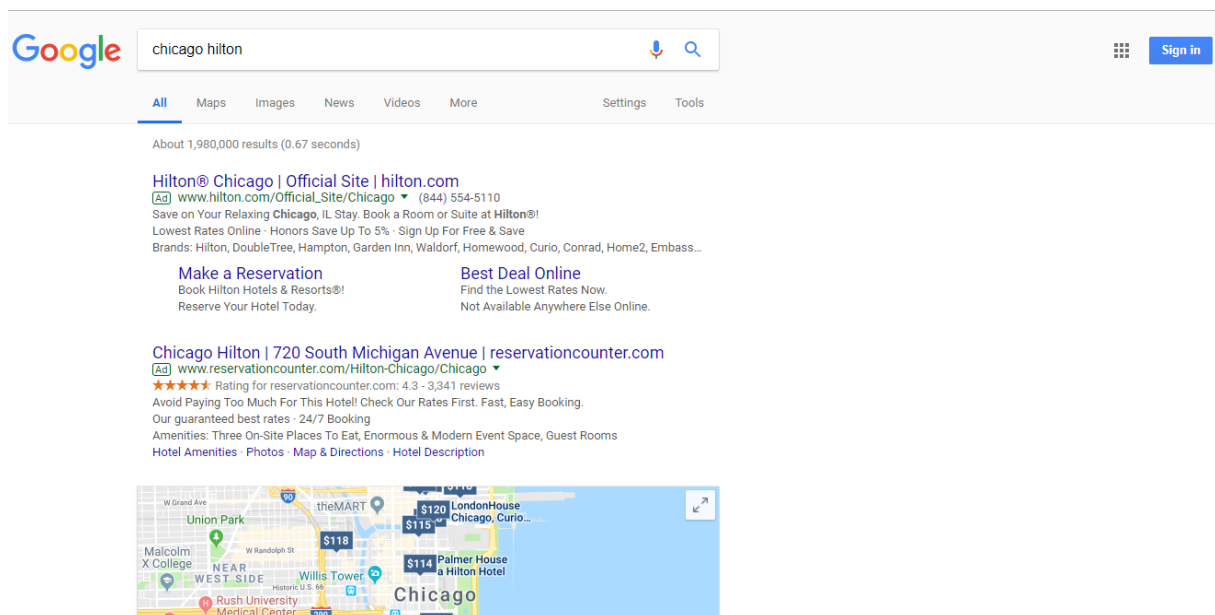 Google
chicago hilton
Sign in
All Maps Images News Videos More Settings Tools
About 1,980,000 results (0.67 seconds)
Hilton® Chicago | Official Site | hilton.com
Ad www.hilton.com/Official_Site/Chicago ▼ (844) 554-5110
Save on Your Relaxing Chicago, IL Stay. Book a Room or Suite at Hilton®!
Lowest Rates Online · Honors Save Up To 5% · Sign Up For Free & Save
Brands: Hilton, DoubleTree, Hampton, Garden Inn, Waldorf, Homewood, Curio, Conrad, Home2, Embass...
Make a Reservation
Book Hilton Hotels & Resorts®!
Reserve Your Hotel Today.
Best Deal Online
Find the Lowest Rates Now.
Not Available Anywhere Else Online.
Chicago Hilton | 720 South Michigan Avenue | reservationcounter.com
Ad www.reservationcounter.com/Hilton-Chicago/Chicago ▼
Rating for reservationcounter.com: 4.3 - 3,341 reviews
Avoid Paying Too Much For This Hotel! Check Our Rates First. Fast, Easy Booking.
Our guaranteed best rates · 24/7 Booking
Amenities: Three On-Site Places To Eat, Enormous & Modern Event Space, Guest Rooms
Hotel Amenities · Photos · Map & Directions · Hotel Description
W Grand Ave
90
theMART
$120
LondonHouse
Chicago, Curio...
$115
Union Park
$118
W Randolph St
Malcolm
X College
NEAR
WEST SIDE
Willis Tower
$114
Palmer House
a Hilton Hotel
Historic U.S. 66
Chicago
Rush University
Medical Center
290